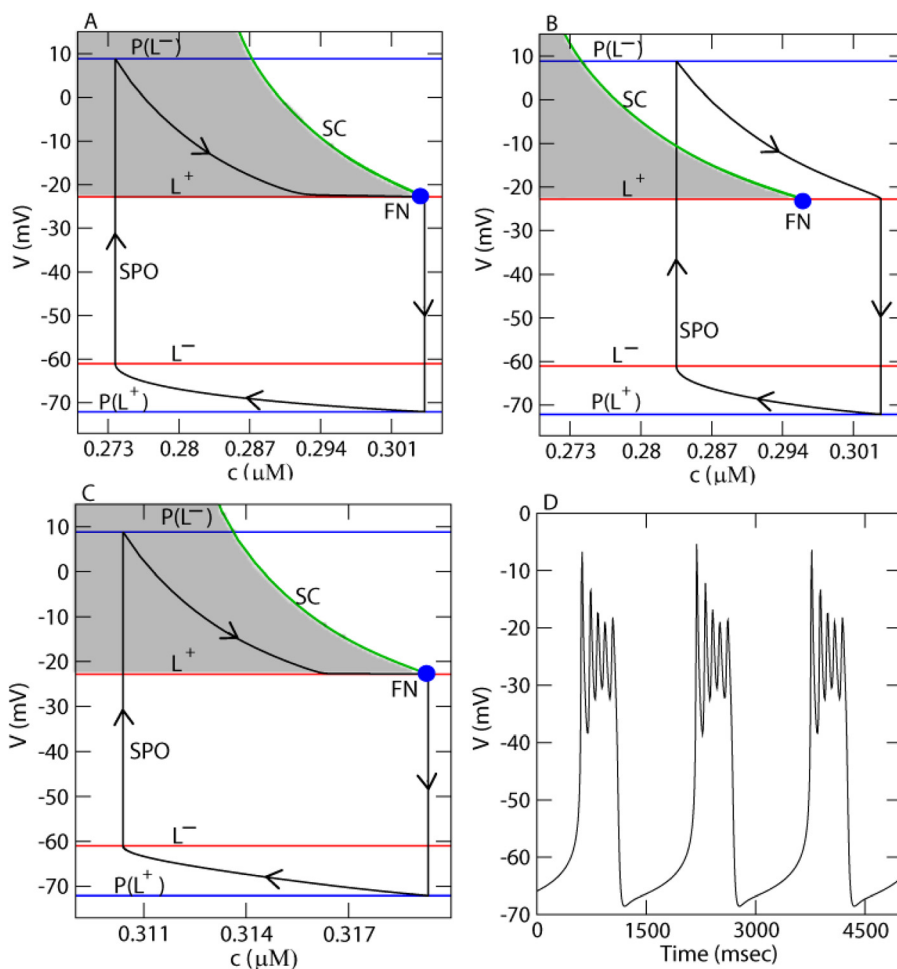 A
P(L⁻)
SC
L⁺
FN
SPO
L⁻
P(L⁺)
V (mV)
10
0
-10
-20
-30
-40
-50
-60
-70
0.273
0.28
0.287
0.294
0.301
c (μM)
B
P(L⁻)
SC
L⁺
FN
SPO
L⁻
P(L⁺)
V (mV)
10
0
-10
-20
-30
-40
-50
-60
-70
0.273
0.28
0.287
0.294
0.301
c (μM)
C
P(L⁻)
SC
L⁺
FN
SPO
L⁻
P(L⁺)
V (mV)
10
0
-10
-20
-30
-40
-50
-60
-70
0.311
0.314
0.317
c (μM)
D
V (mV)
0
-10
-20
-30
-40
-50
-60
-70
0
1500
3000
4500
Time (msec)